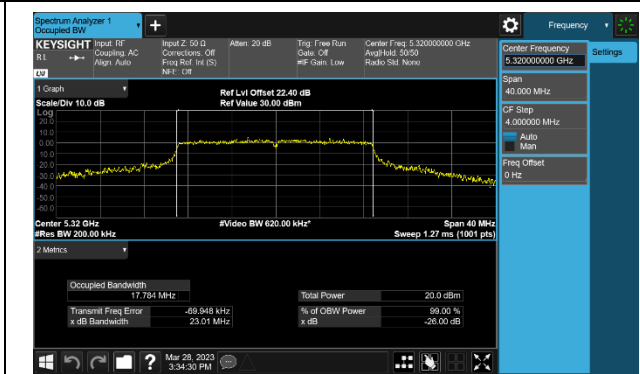 Spectrum Analyzer 1
Occupied BW
+
Frequency
KEYSIGHT
Input: RF
Coupling: AC
Align: Auto
Input Z: 50 Ω
Corrections: Off
Freq Ref: Int (S)
NFE: Off
Atten: 20 dB
Trig: Free Run
Gate: Off
#IF Gain: Low
Center Freq: 5.320000000 GHz
Avg|Hold: 50/50
Radio Std: None
Center Frequency
5.320000000 GHz
Settings
Span
40.000 MHz
CF Step
4.000000 MHz
Auto
Man
Freq Offset
0 Hz
1 Graph
Scale/Div 10.0 dB
Ref Lvl Offset 22.40 dB
Ref Value 30.00 dBm
Log
20.0
10.0
0.00
-10.0
-20.0
-30.0
-40.0
-50.0
-60.0
Center 5.32 GHz
#Res BW 200.00 kHz
#Video BW 620.00 kHz*
Span 40 MHz
Sweep 1.27 ms (1001 pts)
2 Metrics
Occupied Bandwidth
17.784 MHz
Transmit Freq Error -69.948 kHz
x dB Bandwidth 23.01 MHz
Total Power 20.0 dBm
% of OBW Power 99.00 %
x dB -26.00 dB
?
Mar 28, 2023
3:34:30 PM